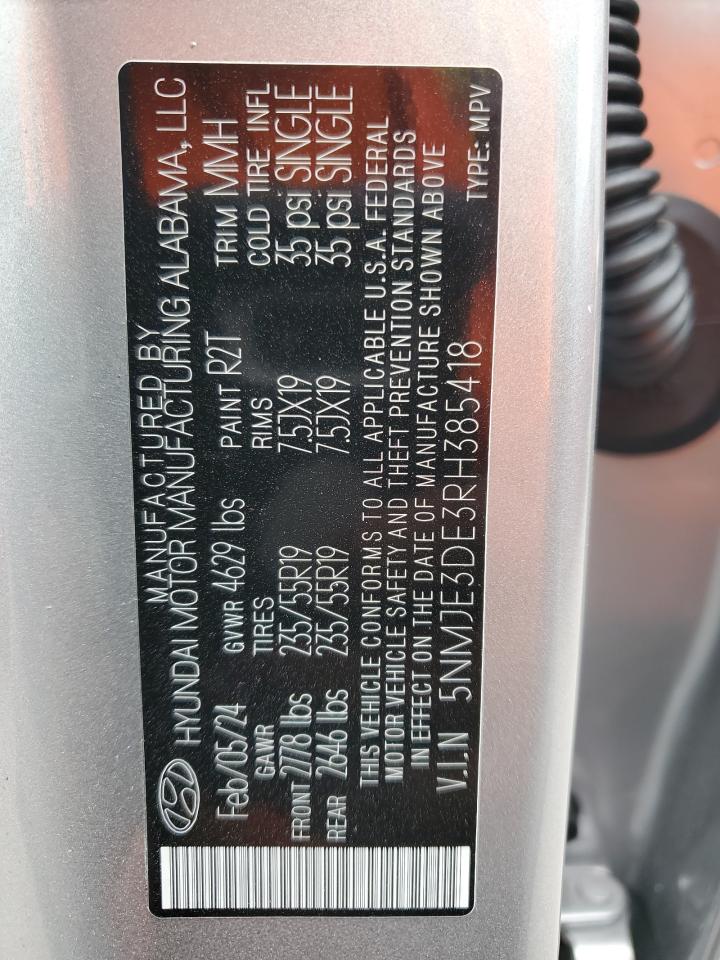 MANUFACTURED BY
HYUNDAI MOTOR MANUFACTURING ALABAMA, LLC
Feb/05/24 GVWR 4629 lbs PAINT R2T TRIM MMH
GAWR TIRES RIMS COLD TIRE INFL
FRONT 2778 lbs 235/55R19 7.5JX19 35 psi SINGLE
REAR 2646 lbs 235/55R19 7.5JX19 35 psi SINGLE
THIS VEHICLE CONFORMS TO ALL APPLICABLE U.S.A. FEDERAL
MOTOR VEHICLE SAFETY AND THEFT PREVENTION STANDARDS
IN EFFECT ON THE DATE OF MANUFACTURE SHOWN ABOVE
V.I.N 5NMJE3DE3RH385418 TYPE: MPV